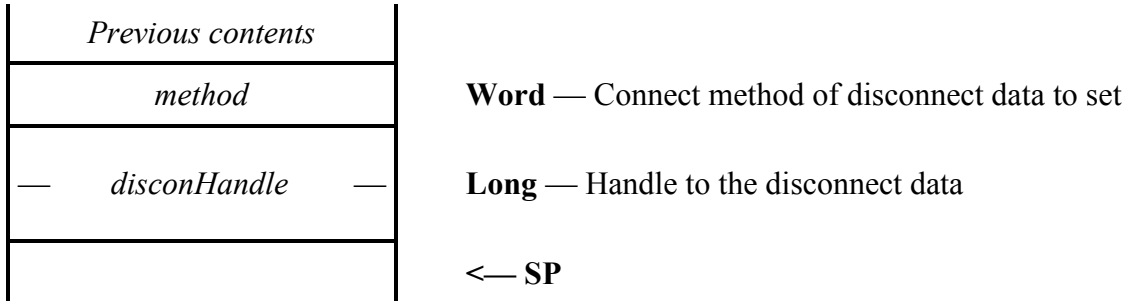 Previous contents
method Word — Connect method of disconnect data to set
— disconHandle — Long — Handle to the disconnect data
<— SP